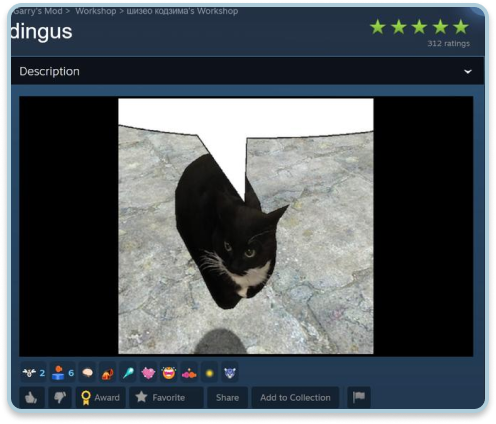 Garry's Mod > Workshop > шизео кодзима's Workshop
dingus
312 ratings
Description
2
6
Award
Favorite
Share
Add to Collection